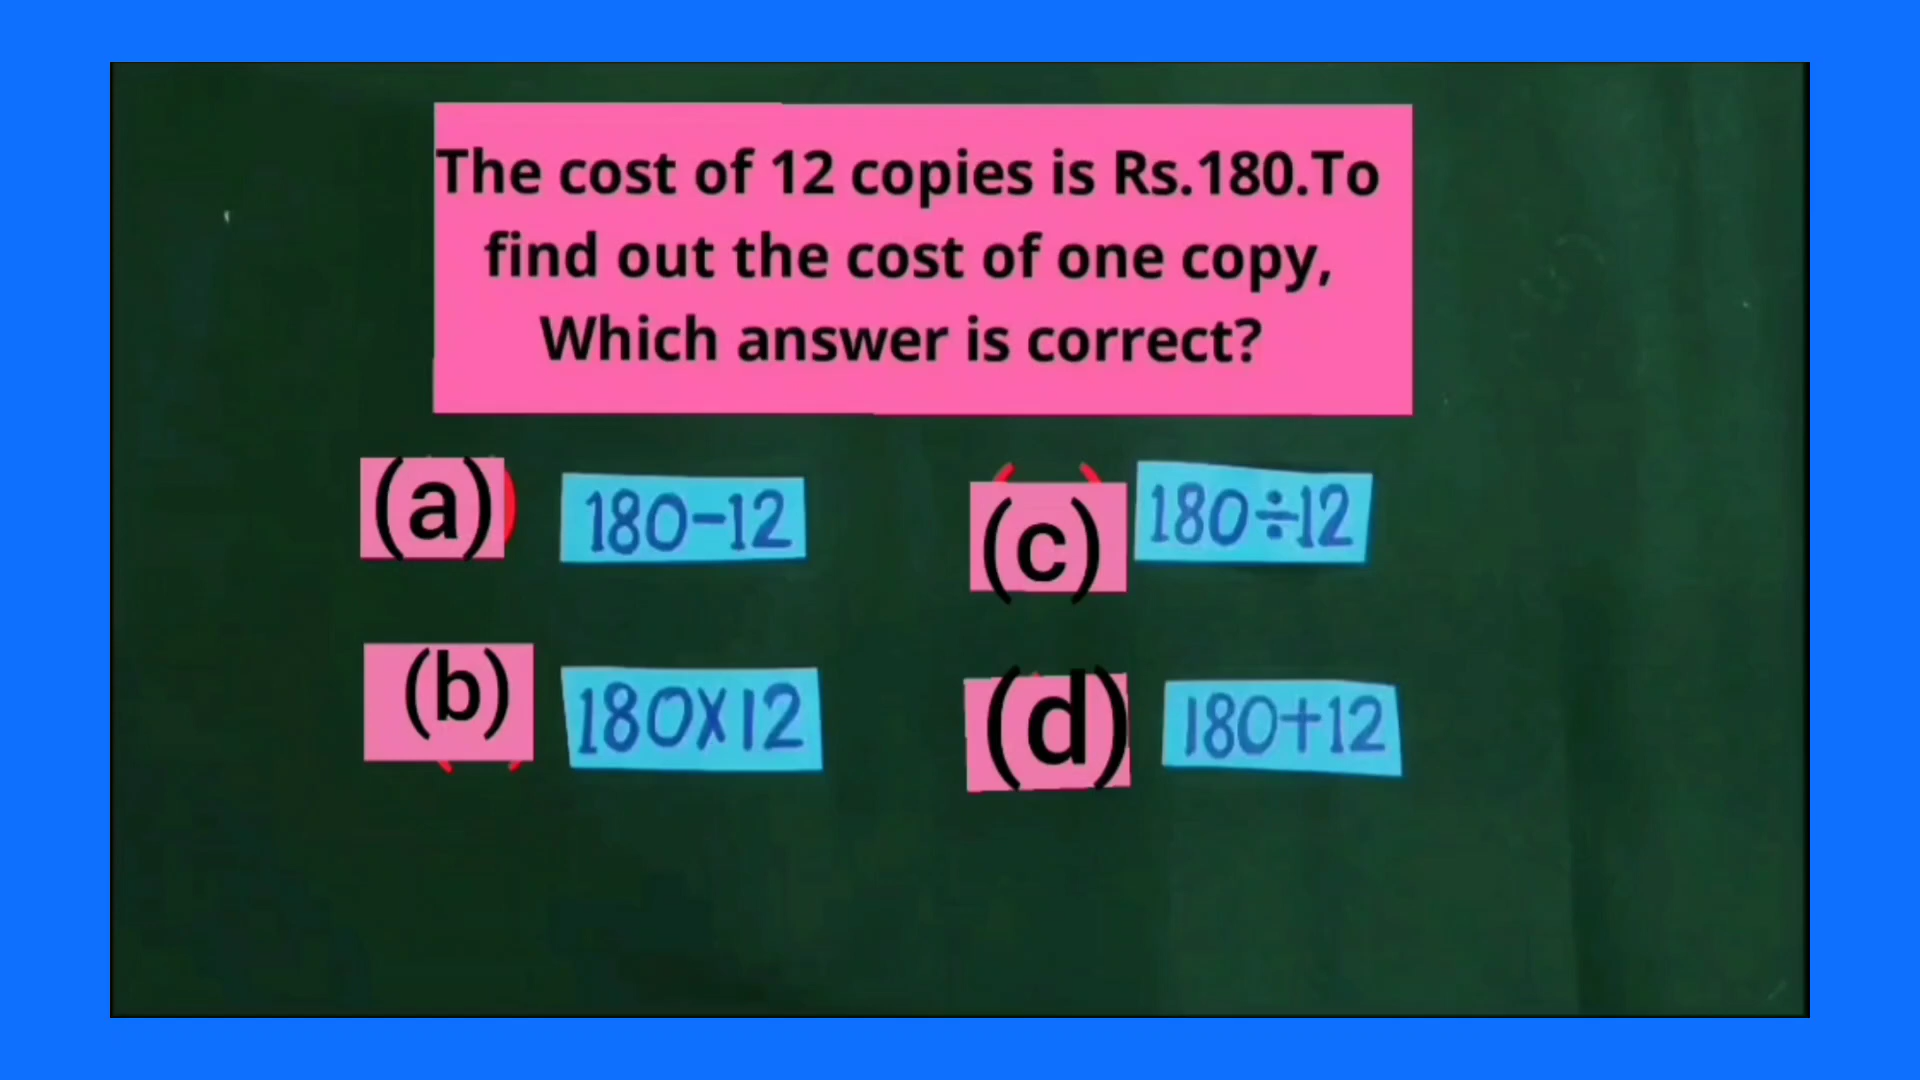 The cost of 12 copies is Rs.180.To
find out the cost of one copy,
Which answer is correct?
(a) 180-12
(c) 180÷12
(b) 180X12
(d) 180+12